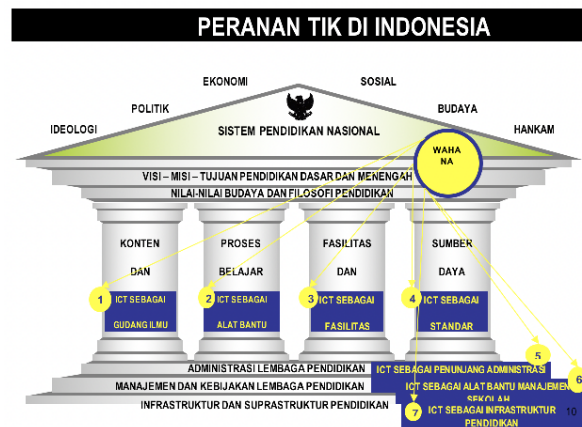 PERANAN TIK DI INDONESIA
EKONOMI
SOSIAL
POLITIK
BUDAYA
IDEOLOGI
HANKAM
SISTEM PENDIDIKAN NASIONAL
WAHA
NA
VISI – MISI – TUJUAN PENDIDIKAN DASAR DAN MENENGAH
NILAI-NILAI BUDAYA DAN FILOSOFI PENDIDIKAN
KONTEN
DAN
PROSES
BELAJAR
FASILITAS
DAN
SUMBER
DAYA
1
ICT SEBAGAI
GUDANG ILMU
2
ICT SEBAGAI
ALAT BANTU
3
ICT SEBAGAI
FASILITAS
4
ICT SEBAGAI
STANDAR
5
ADMINISTRASI LEMBAGA PENDIDIKAN
ICT SEBAGAI PENUNJANG ADMINISTRASI
6
MANAJEMEN DAN KEBIJAKAN LEMBAGA PENDIDIKAN
ICT SEBAGAI ALAT BANTU MANAJEMEN
SEKOLAH
INFRASTRUKTUR DAN SUPRASTRUKTUR PENDIDIKAN
7
ICT SEBAGAI INFRASTRUKTUR
PENDIDIKAN
10